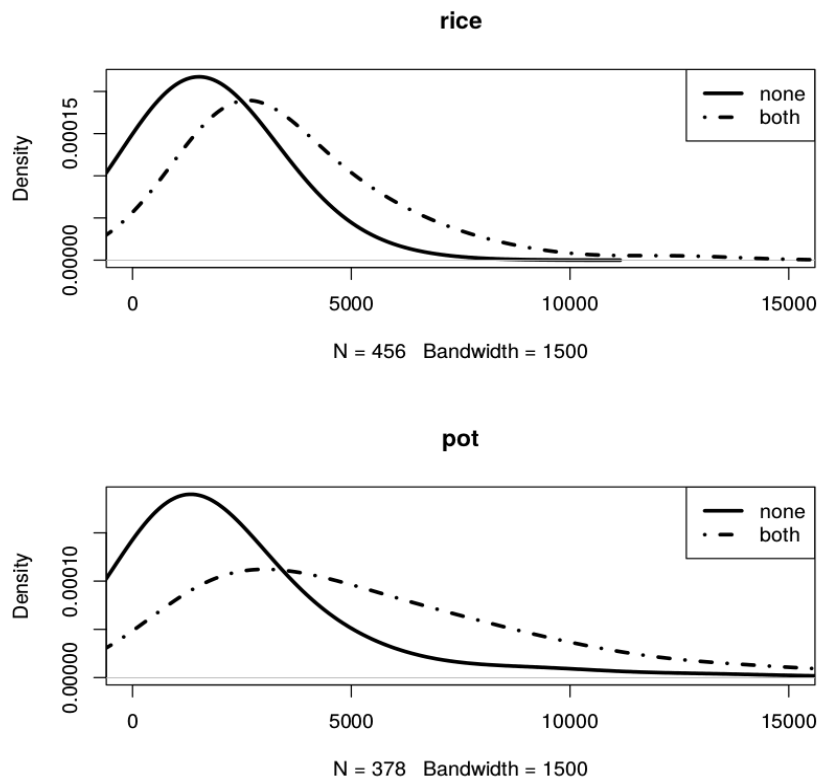 rice
none
both
Density
0.00000
0.00015
0
5000
10000
15000
N = 456   Bandwidth = 1500
pot
none
both
Density
0.00000
0.00010
0
5000
10000
15000
N = 378   Bandwidth = 1500